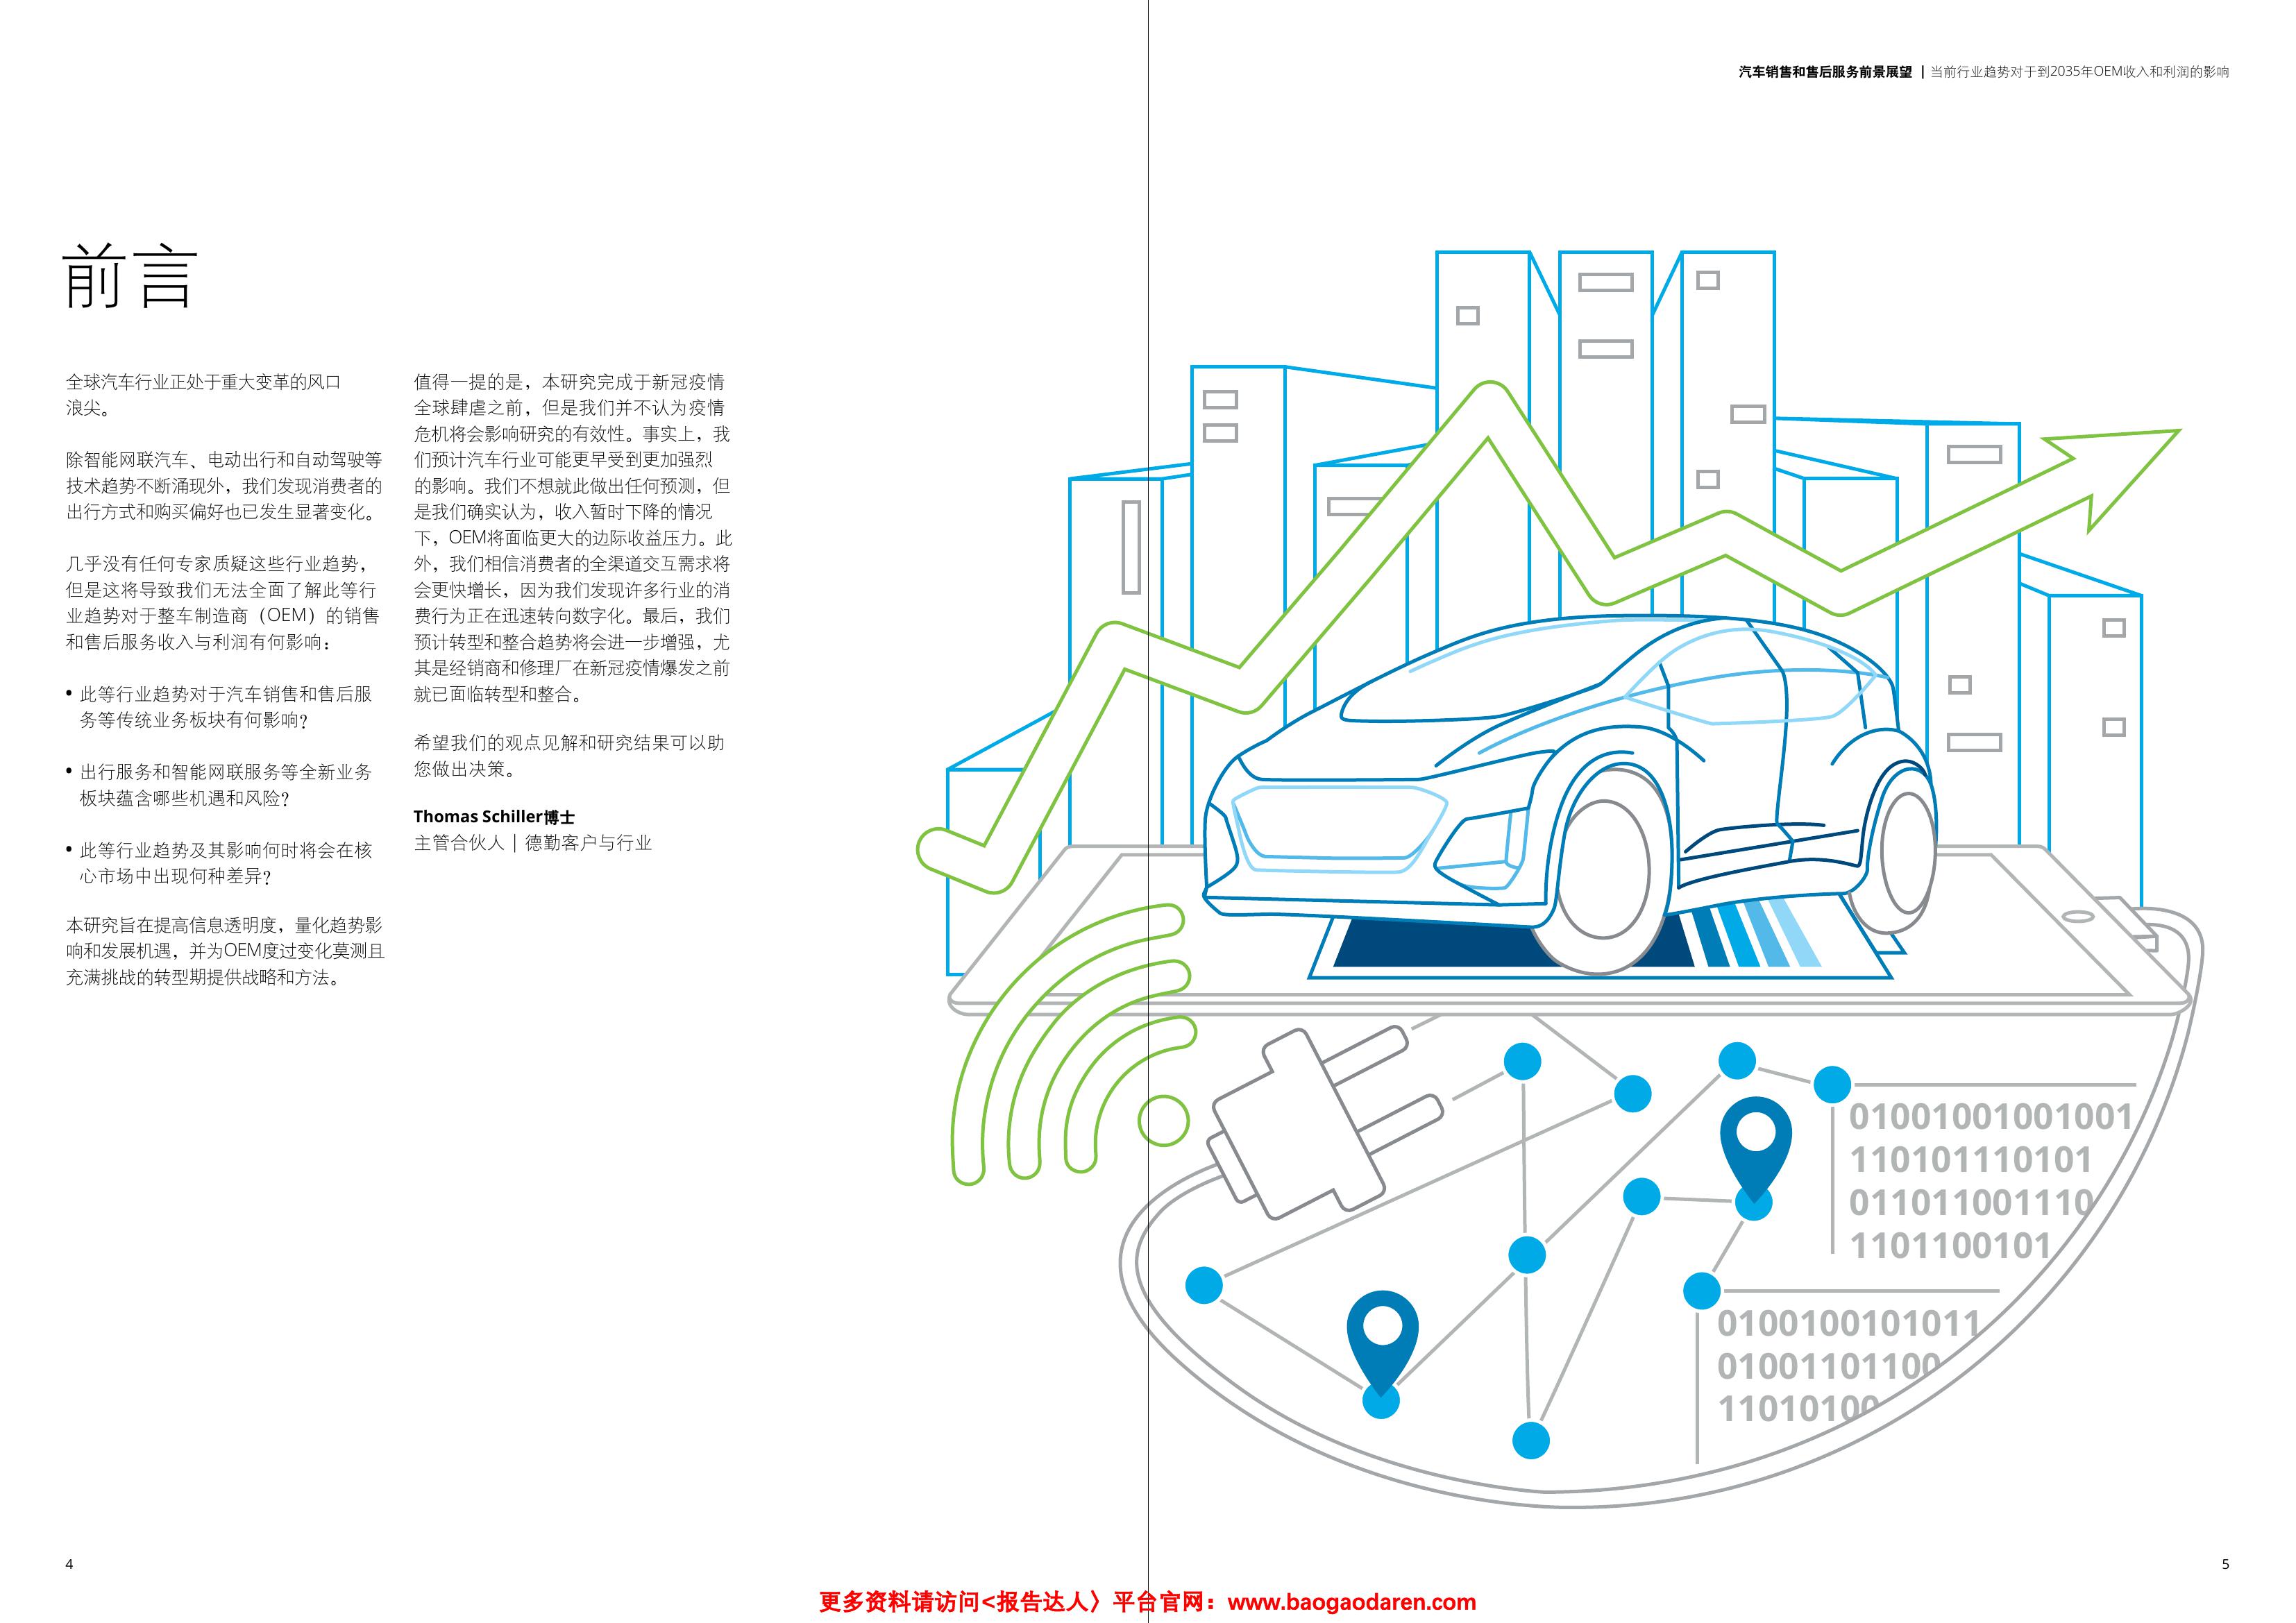 汽车销售和售后服务前景展望 | 当前行业趋势对于到2035年OEM收入和利润的影响
前言
全球汽车行业正处于重大变革的风口
浪尖。
除智能网联汽车、电动出行和自动驾驶等
技术趋势不断涌现外，我们发现消费者的
出行方式和购买偏好也已发生显著变化。
几乎没有任何专家质疑这些行业趋势，
但是这将导致我们无法全面了解此等行
业趋势对于整车制造商（OEM）的销售
和售后服务收入与利润有何影响：
• 此等行业趋势对于汽车销售和售后服
务等传统业务板块有何影响？
• 出行服务和智能网联服务等全新业务
板块蕴含哪些机遇和风险？
• 此等行业趋势及其影响何时将会在核
心市场中出现何种差异？
本研究旨在提高信息透明度，量化趋势影
响和发展机遇，并为OEM度过变化莫测且
充满挑战的转型期提供战略和方法。
值得一提的是，本研究完成于新冠疫情
全球肆虐之前，但是我们并不认为疫情
危机将会影响研究的有效性。事实上，我
们预计汽车行业可能更早受到更加强烈
的影响。我们不想就此做出任何预测，但
是我们确实认为，收入暂时下降的情况
下，OEM将面临更大的边际收益压力。此
外，我们相信消费者的全渠道交互需求将
会更快增长，因为我们发现许多行业的消
费行为正在迅速转向数字化。最后，我们
预计转型和整合趋势将会进一步增强，尤
其是经销商和修理厂在新冠疫情爆发之前
就已面临转型和整合。
希望我们的观点见解和研究结果可以助
您做出决策。
Thomas Schiller博士
主管合伙人 | 德勤客户与行业
01001001001001
110101110101
011011001110
1101100101
0100100101011
01001101100
11010100
4
5
更多资料请访问<报告达人〉平台官网：www.baogaodaren.com